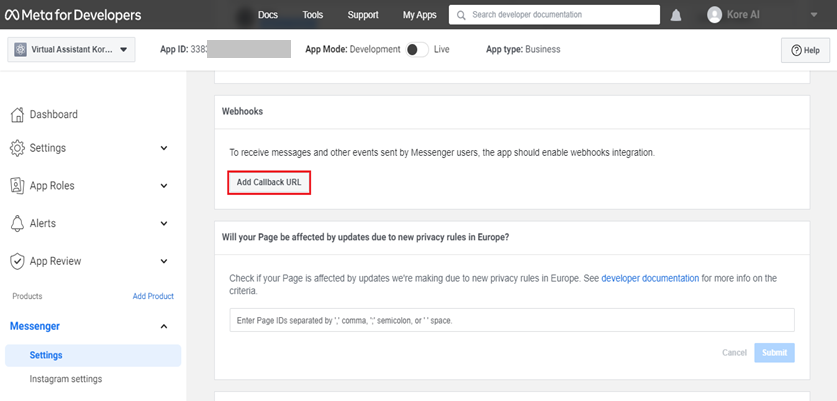 Meta for Developers
Docs
Tools
Support
My Apps
Search developer documentation
Kore AI
Virtual Assistant Kor...
App ID: 338
App Mode: Development
Live
App type: Business
Help
Dashboard
Settings
App Roles
Alerts
App Review
Products
Add Product
Messenger
Settings
Instagram settings
Webhooks
To receive messages and other events sent by Messenger users, the app should enable webhooks integration.
Add Callback URL
Will your Page be affected by updates due to new privacy rules in Europe?
Check if your Page is affected by updates we're making due to new privacy rules in Europe. See developer documentation for more info on the
criteria.
Enter Page IDs separated by ',' comma, ';' semicolon, or ' ' space.
Cancel
Submit